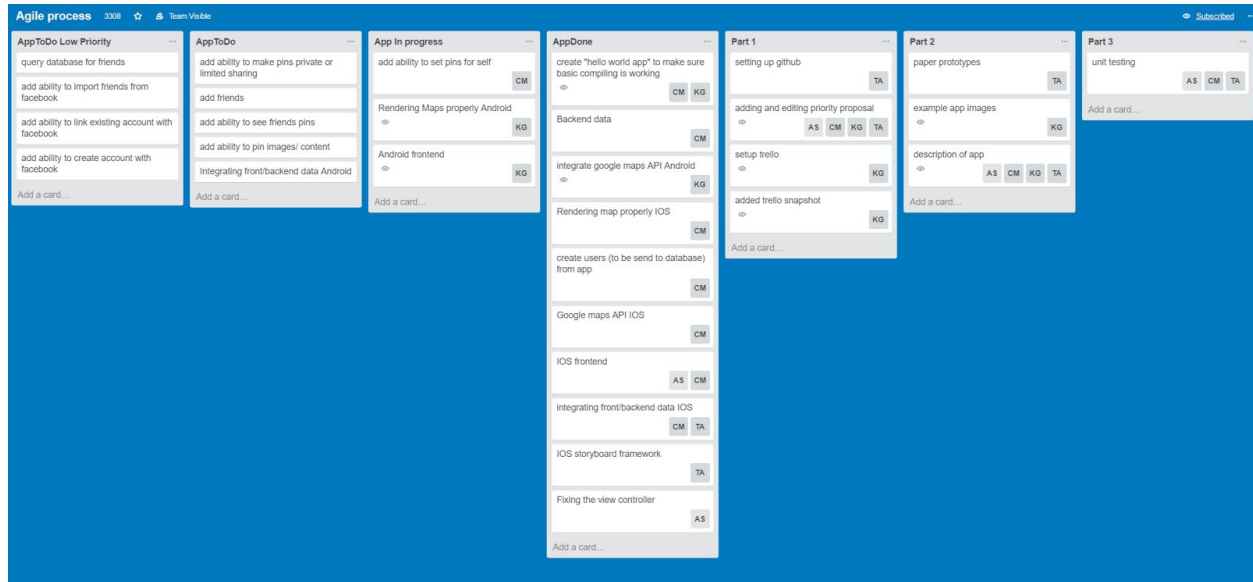 Agile process 3308 Team Visible Subscribed ...
AppToDo Low Priority ...
query database for friends
add ability to import friends from
facebook
add ability to link existing account with
facebook
add ability to create account with
facebook
Add a card...
AppToDo ...
add ability to make pins private or
limited sharing
add friends
add ability to see friends pins
add ability to pin images/ content
Integrating front/backend data Android
Add a card...
App In progress ...
add ability to set pins for self
CM
Rendering Maps properly Android
KG
Android frontend
KG
Add a card...
AppDone ...
create "hello world app" to make sure
basic compiling is working
CM KG
Backend data
CM
integrate google maps API Android
KG
Rendering map properly IOS
CM
create users (to be send to database)
from app
CM
Google maps API IOS
CM
IOS frontend
AS CM
integrating front/backend data IOS
CM TA
IOS storyboard framework
TA
Fixing the view controller
AS
Add a card...
Part 1 ...
setting up github
TA
adding and editing priority proposal
AS CM KG TA
setup trello
KG
added trello snapshot
KG
Add a card...
Part 2 ...
paper prototypes
TA
example app images
KG
description of app
AS CM KG TA
Add a card...
Part 3 ...
unit testing
AS CM TA
Add a card...